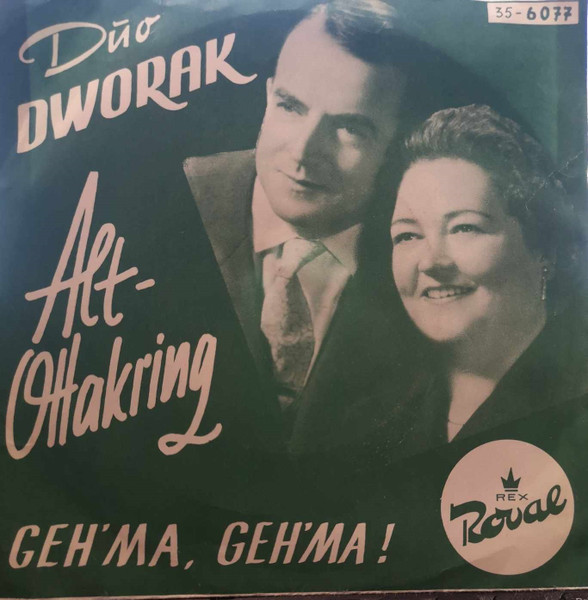 35-6077
Duo
DWORAK
Alt-
Ottakring
REX
Royal
GEH'MA, GEH'MA!